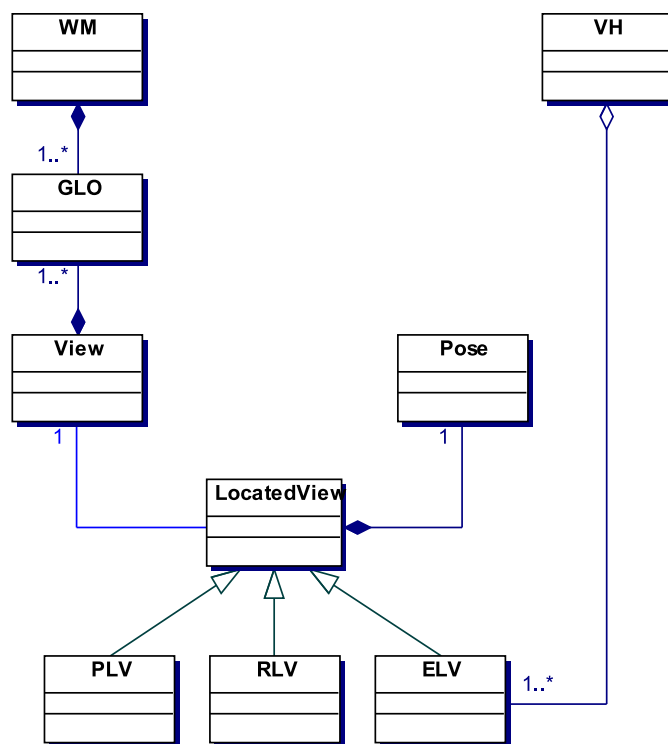 WM
VH
1..*
GLO
1..*
View
Pose
1
1
LocatedView
PLV
RLV
ELV
1..*